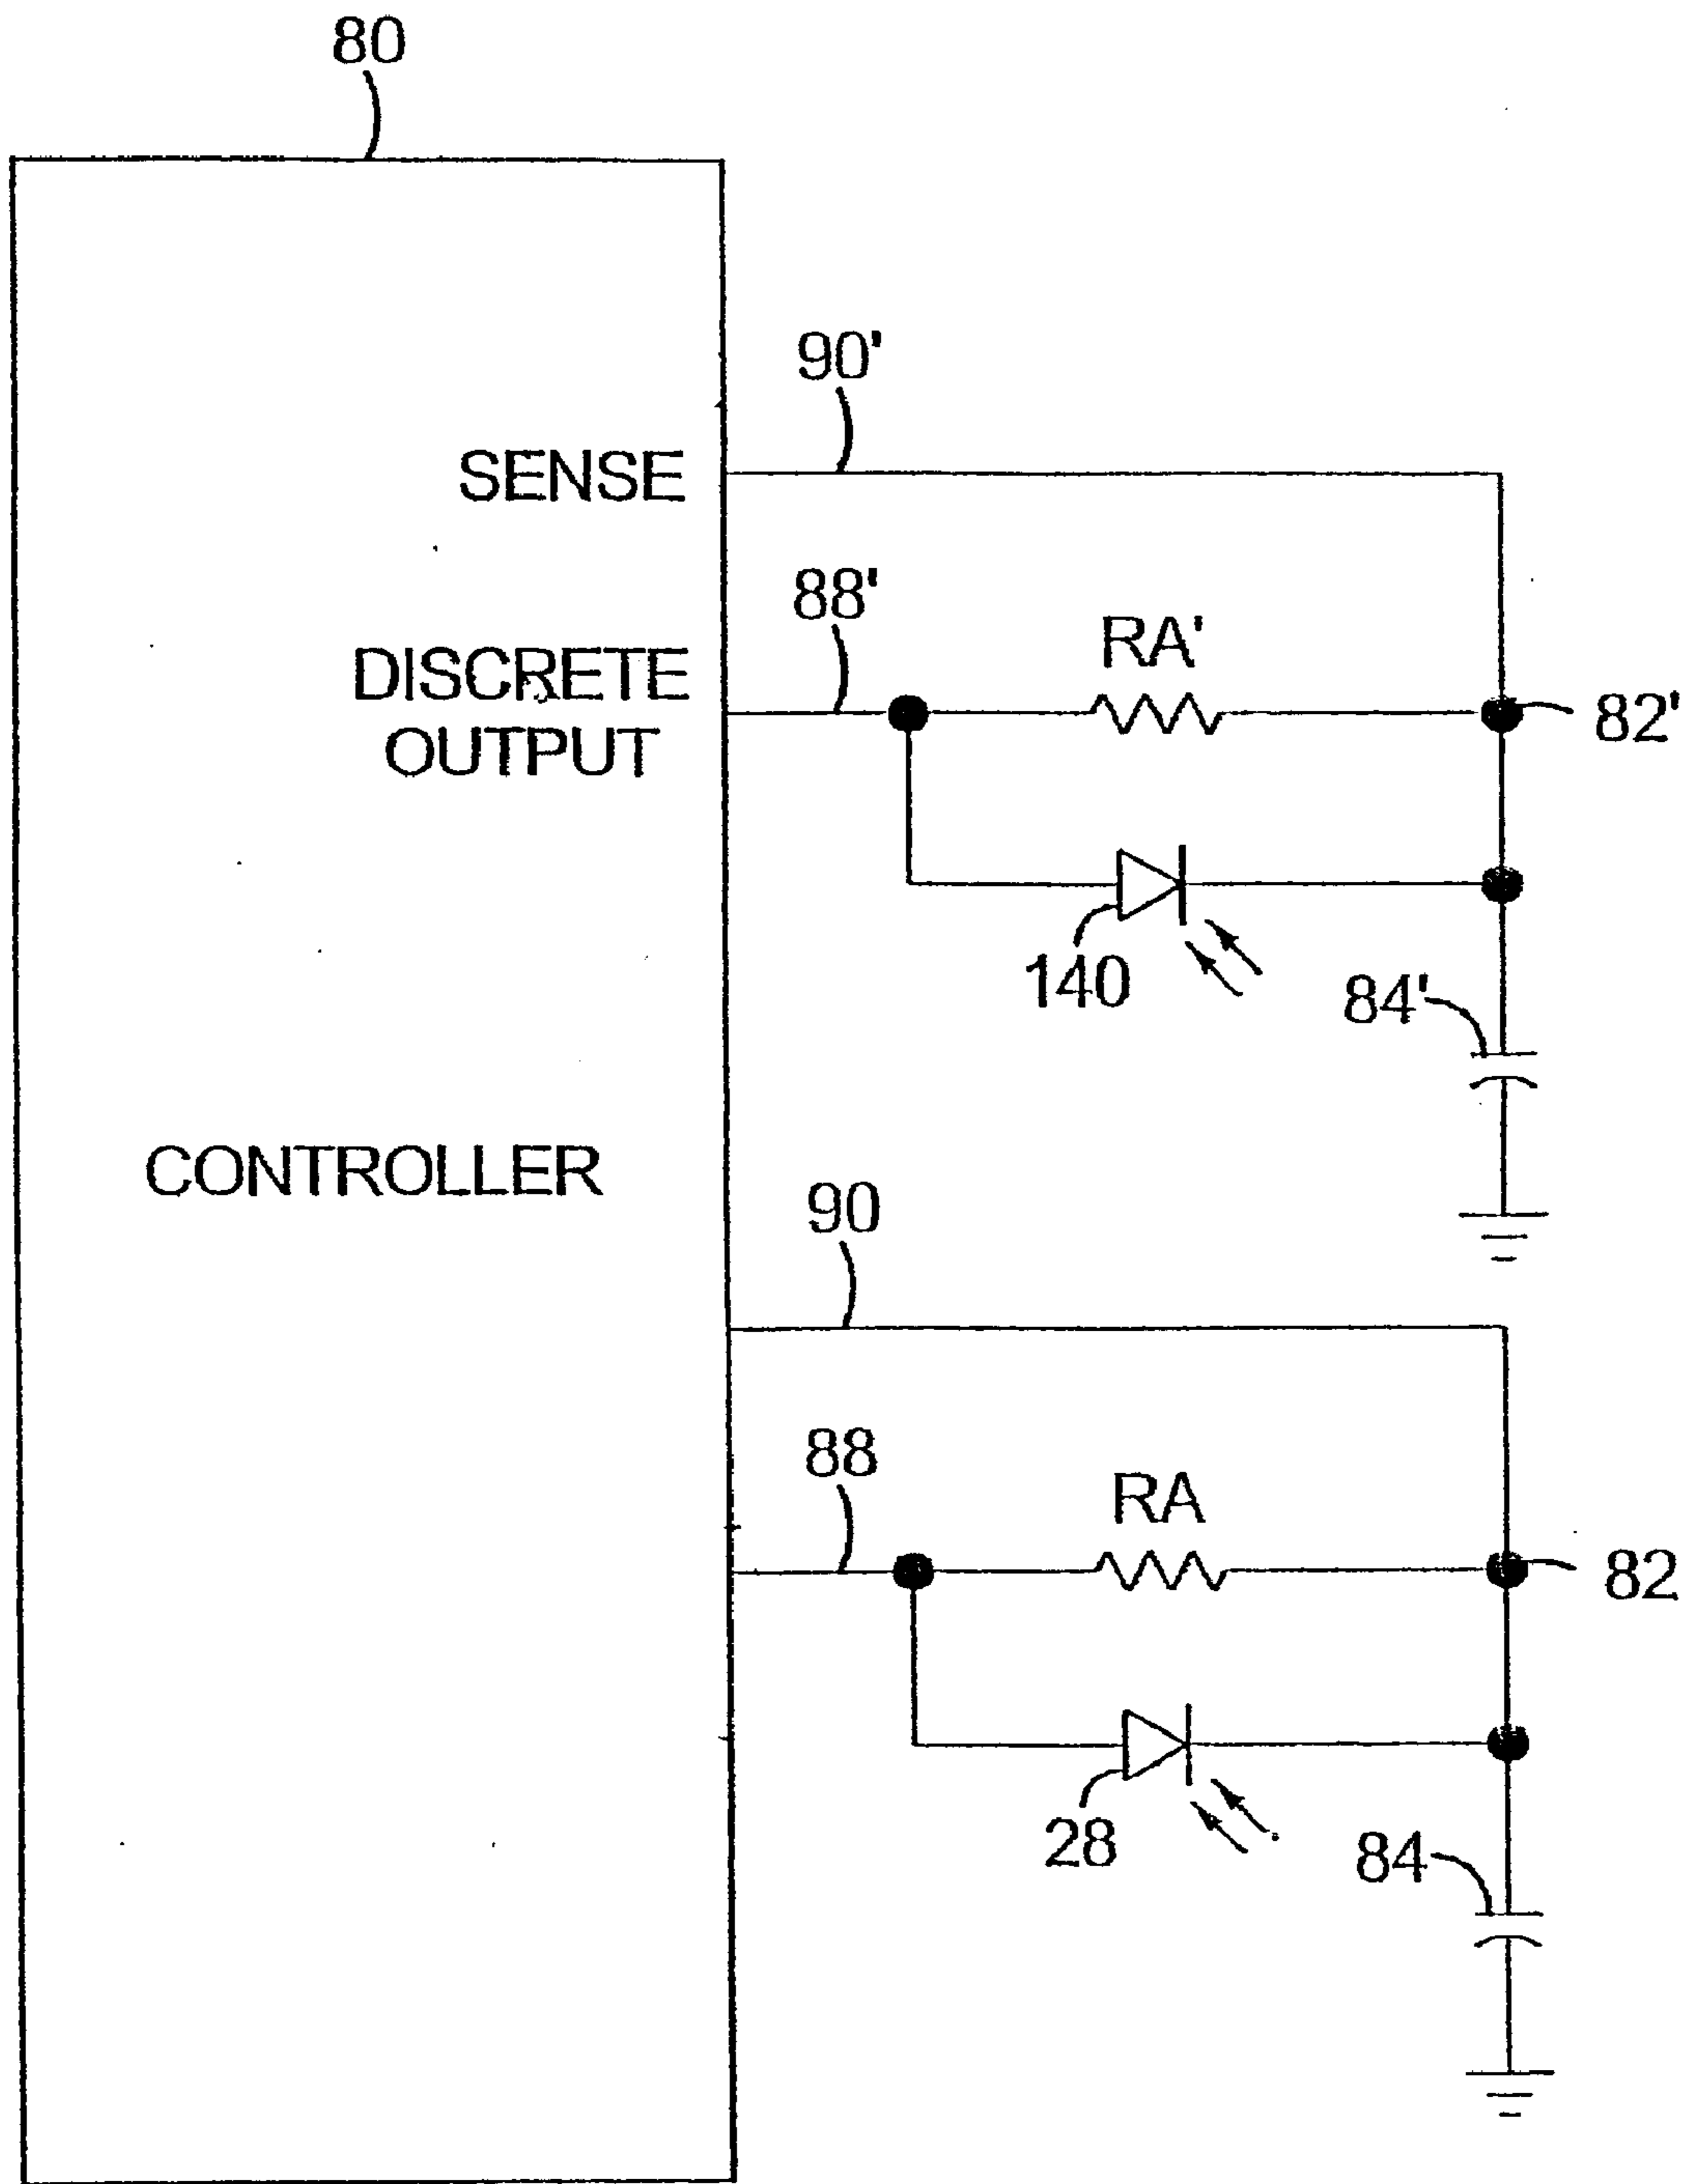 80
90'
SENSE
88'
RA'
DISCRETE
OUTPUT
82'
140
84'
CONTROLLER
90
88
RA
82
28
84